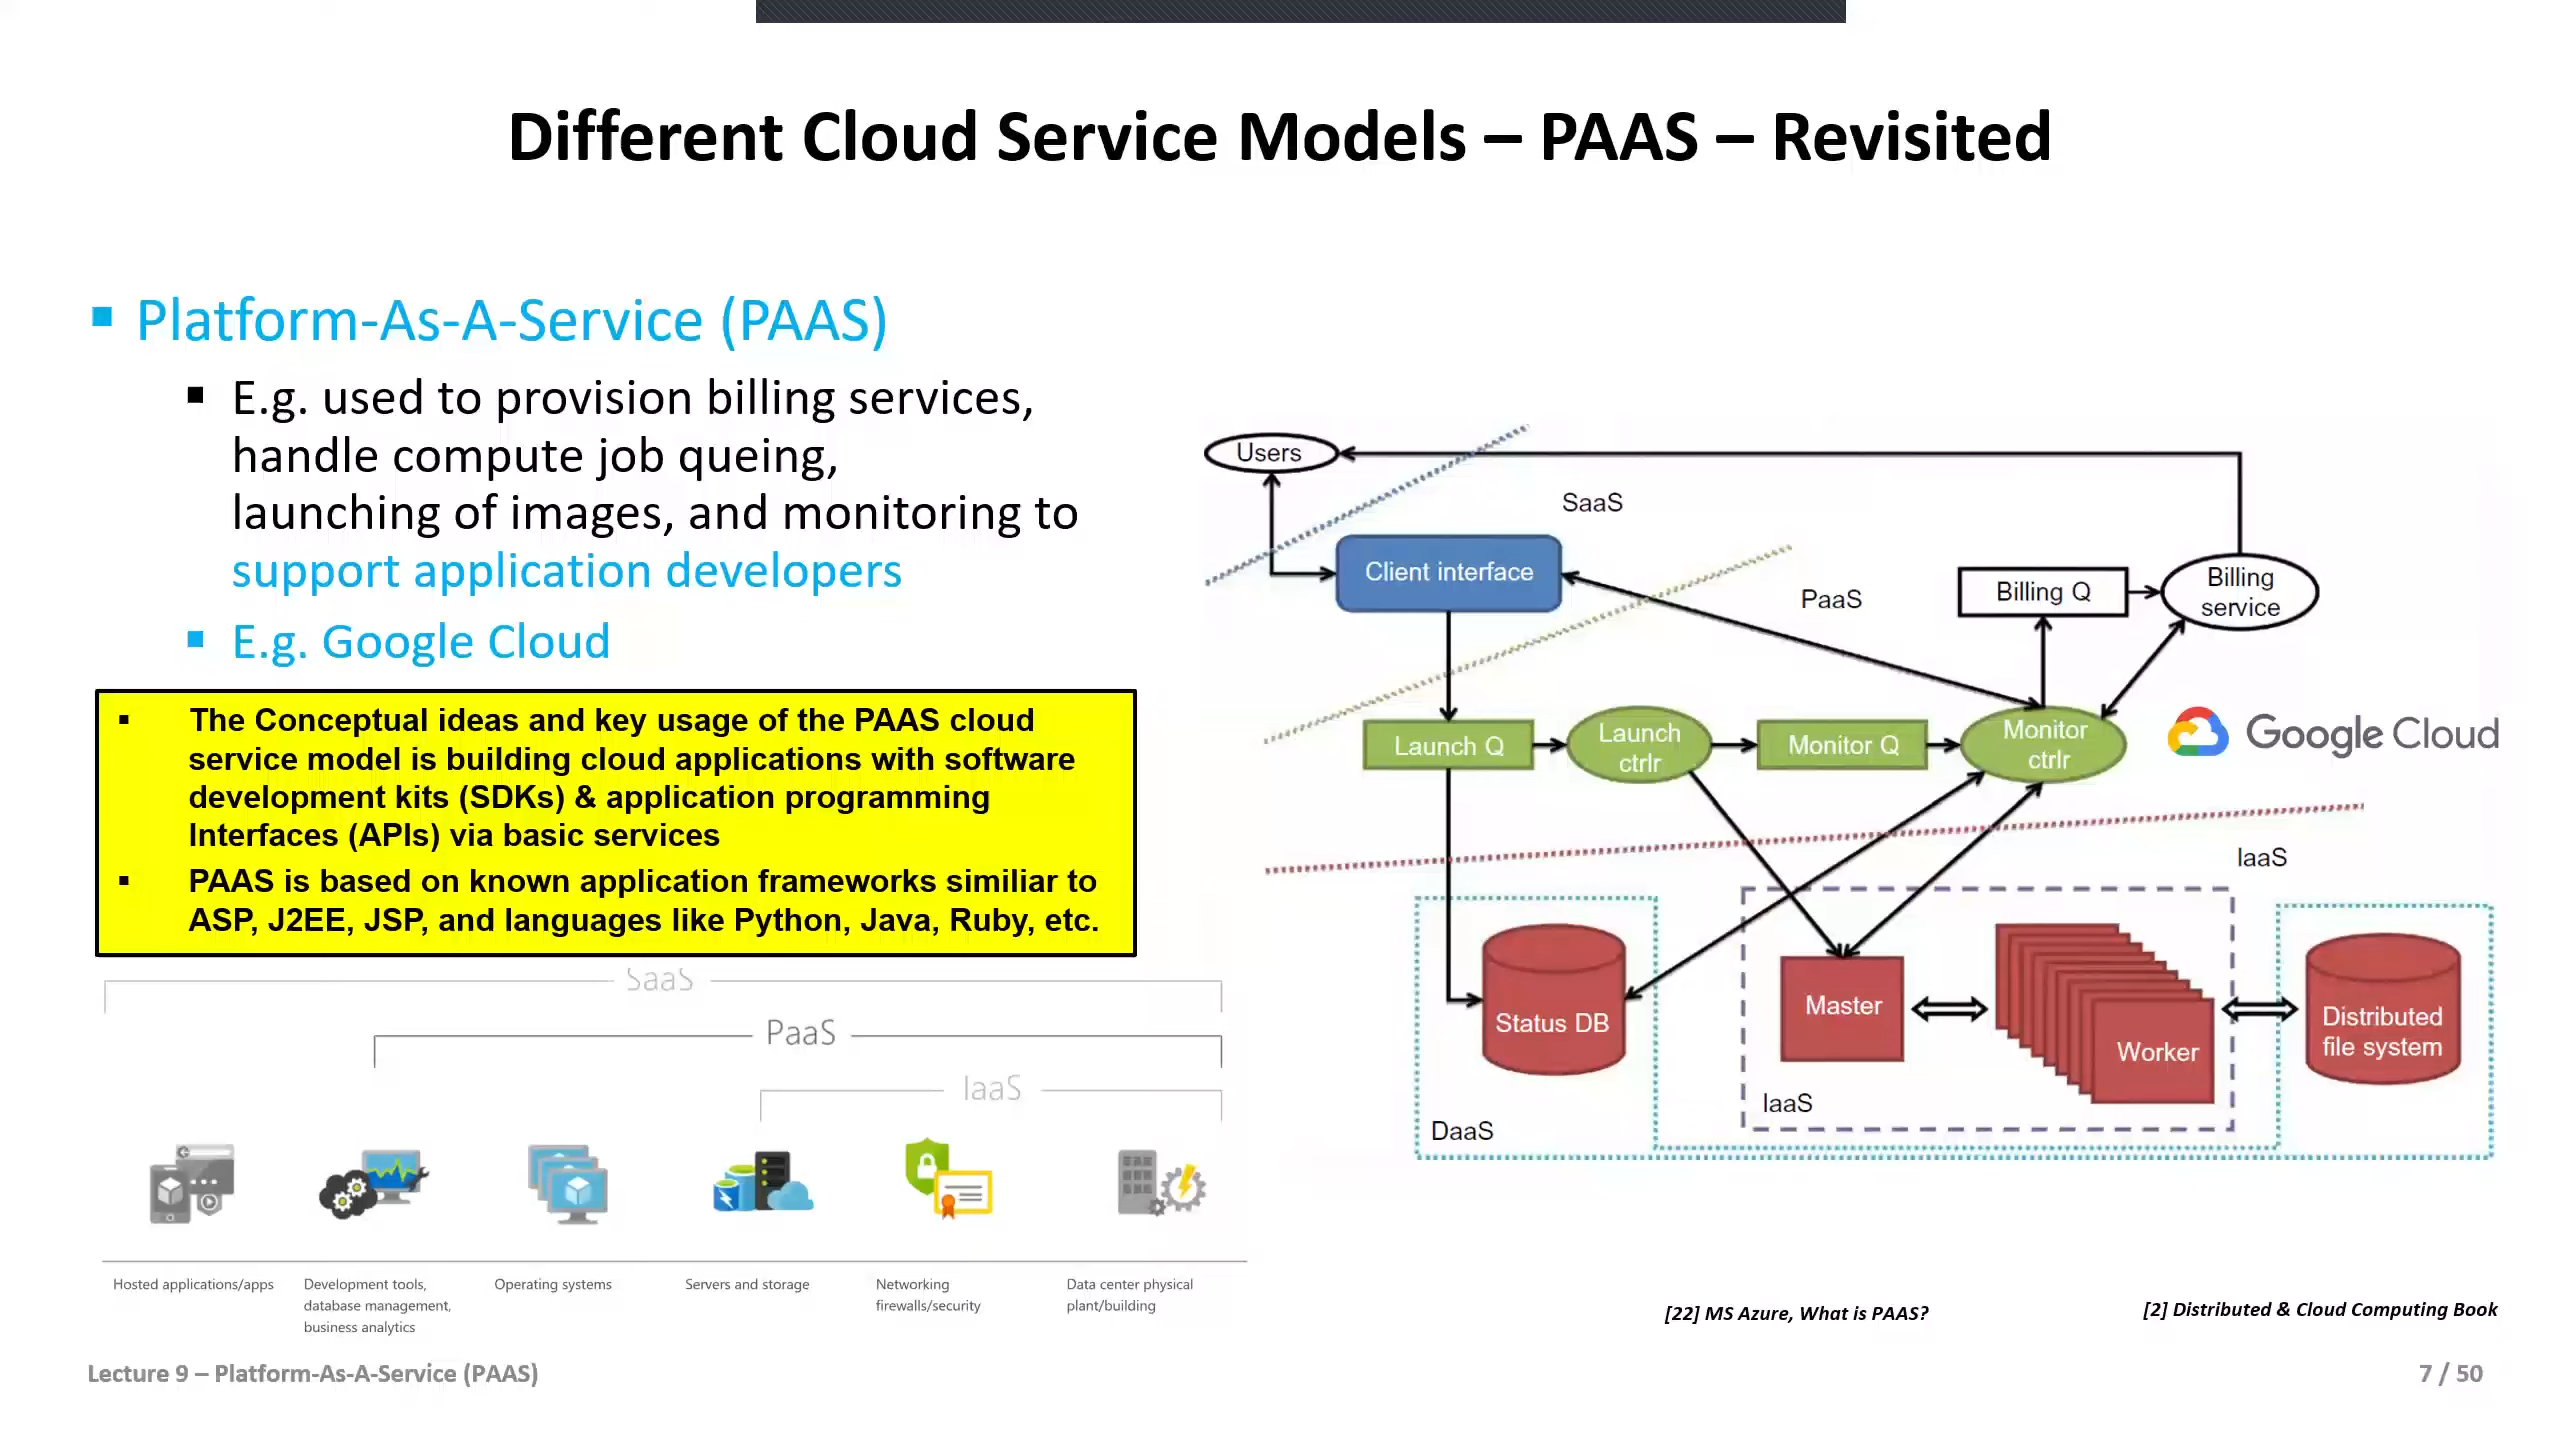 Different Cloud Service Models – PAAS – Revisited
▪ Platform-As-A-Service (PAAS)
▪ E.g. used to provision billing services,
handle compute job queing,
launching of images, and monitoring to
support application developers
▪ E.g. Google Cloud
▪ The Conceptual ideas and key usage of the PAAS cloud
service model is building cloud applications with software
development kits (SDKs) & application programming
Interfaces (APIs) via basic services
▪ PAAS is based on known application frameworks similiar to
ASP, J2EE, JSP, and languages like Python, Java, Ruby, etc.
SaaS
PaaS
IaaS
Hosted applications/apps
Development tools,
database management,
business analytics
Operating systems
Servers and storage
Networking
firewalls/security
Data center physical
plant/building
Users
SaaS
Client interface
PaaS
Billing Q
Billing
service
Launch Q
Launch
ctrlr
Monitor Q
Monitor
ctrlr
Google Cloud
IaaS
Status DB
DaaS
Master
Worker
IaaS
Distributed
file system
[22] MS Azure, What is PAAS?
[2] Distributed & Cloud Computing Book
Lecture 9 – Platform-As-A-Service (PAAS)
7 / 50